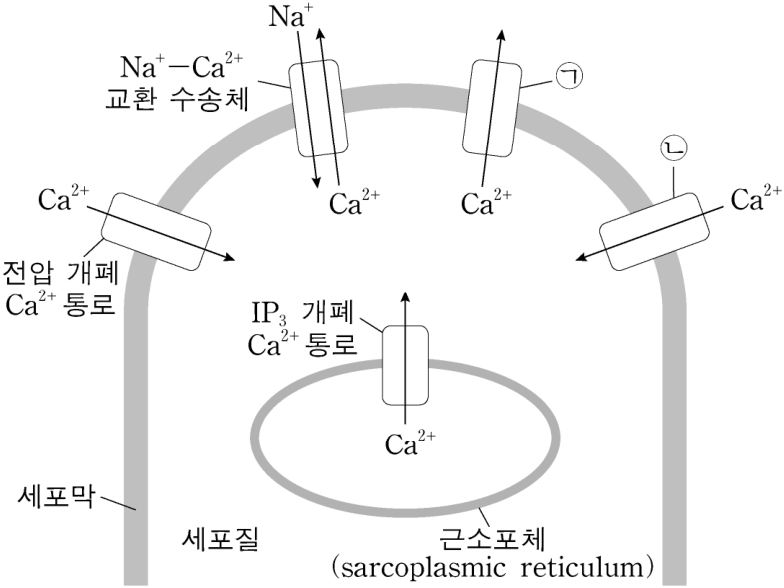 Na⁺
Na⁺－Ca²⁺
교환 수송체
㉠
㉡
Ca²⁺
Ca²⁺
Ca²⁺
Ca²⁺
전압 개폐
Ca²⁺ 통로
IP₃ 개폐
Ca²⁺ 통로
Ca²⁺
세포막
세포질
근소포체
(sarcoplasmic reticulum)